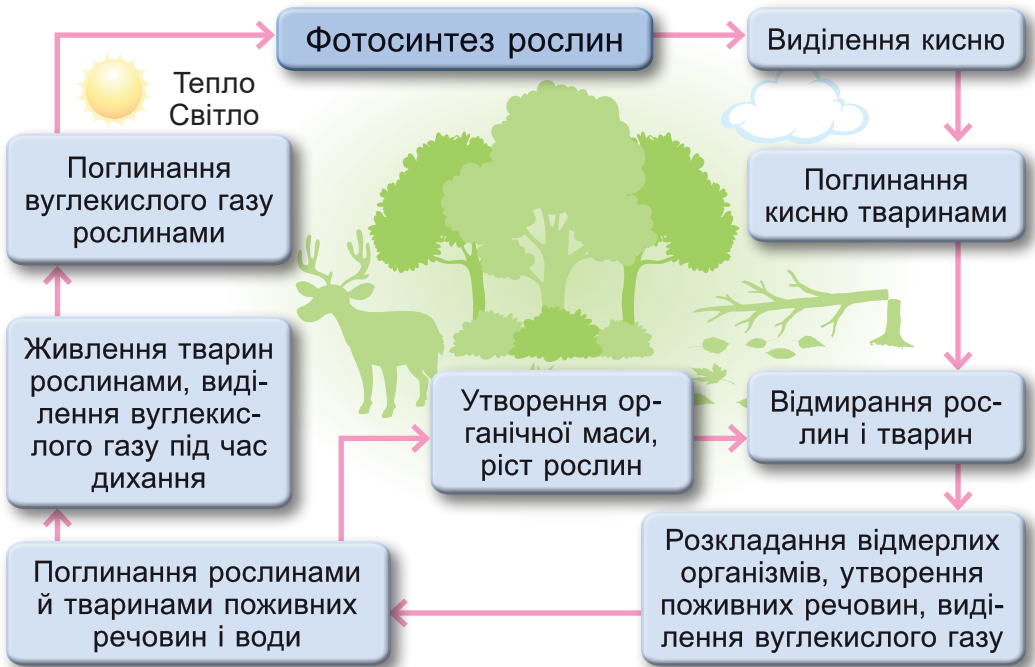 Фотосинтез рослин
Виділення кисню
Тепло
Світло
Поглинання
вуглекислого газу
рослинами
Поглинання
кисню тваринами
Живлення тварин
рослинами, виді-
лення вуглекис-
лого газу під час
дихання
Утворення ор-
ганічної маси,
ріст рослин
Відмирання рос-
лин і тварин
Поглинання рослинами
й тваринами поживних
речовин і води
Розкладання відмерлих
організмів, утворення
поживних речовин, виді-
лення вуглекислого газу